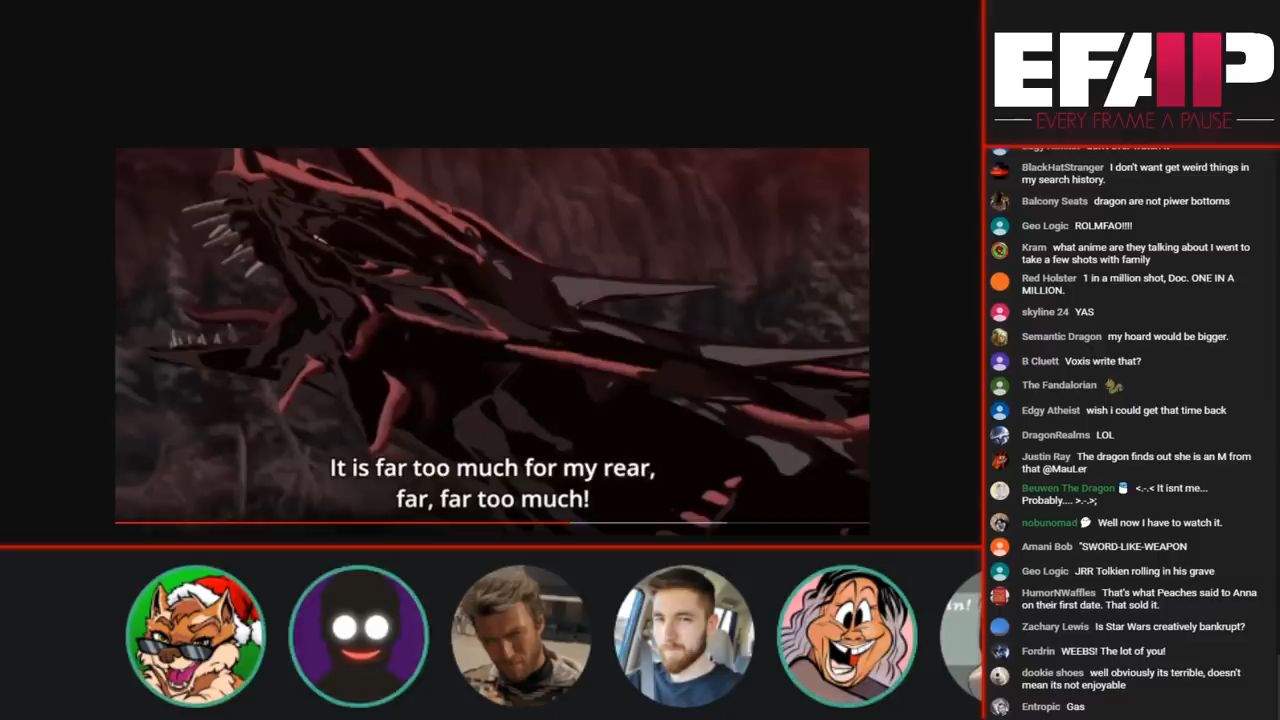 EFAP
EVERY FRAME A PAUSE
BlackHatStranger I don't want get weird things in
my search history.
Balcony Seats dragon are not piwer bottoms
Geo Logic ROLMFAO!!!!
Kram what anime are they talking about I went to
take a few shots with family
Red Holster 1 in a million shot, Doc. ONE IN A
MILLION.
skyline 24 YAS
Semantic Dragon my hoard would be bigger.
B Cluett Voxis write that?
The Fandalorian
Edgy Atheist wish i could get that time back
DragonRealms LOL
Justin Ray The dragon finds out she is an M from
that @MauLer
Beuwen The Dragon <.-.< It isnt me...
Probably.... >.-.>;
nobunomad Well now I have to watch it.
Amani Bob "SWORD-LIKE-WEAPON
Geo Logic JRR Tolkien rolling in his grave
HumorNWaffles That's what Peaches said to Anna
on their first date. That sold it.
Zachary Lewis Is Star Wars creatively bankrupt?
Fordrin WEEBS! The lot of you!
dookie shoes well obviously its terrible, doesn't
mean its not enjoyable
Entropic Gas
It is far too much for my rear,
far, far too much!